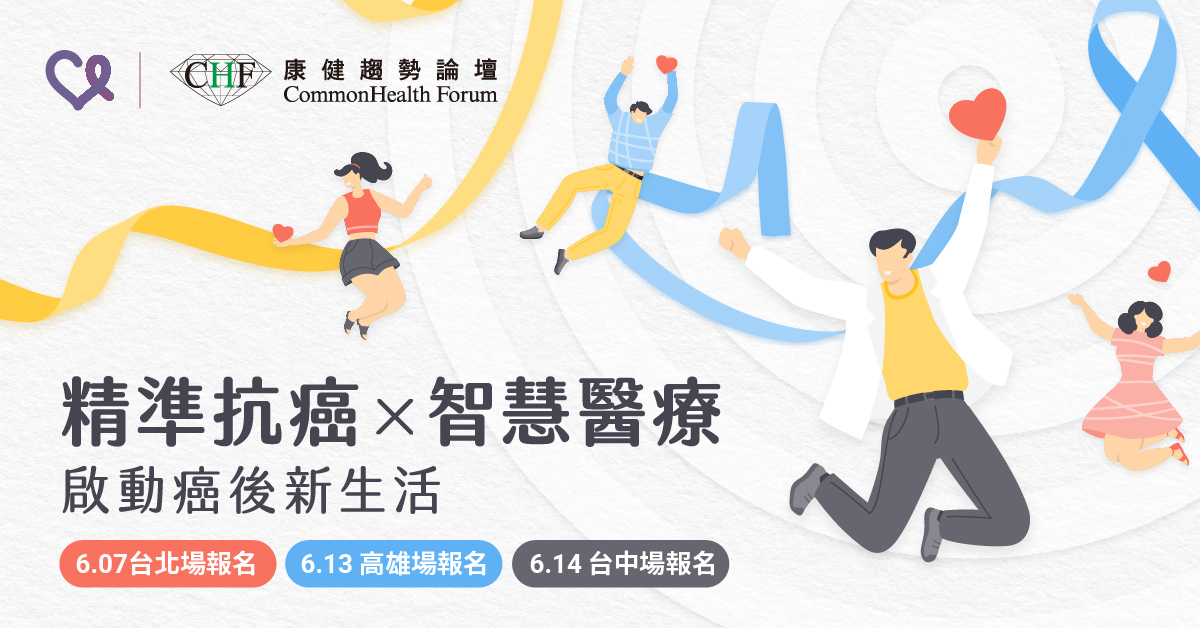 CHF
康健趨勢論壇
CommonHealth Forum
精準抗癌×智慧醫療
啟動癌後新生活
6.07台北場報名
6.13 高雄場報名
6.14 台中場報名